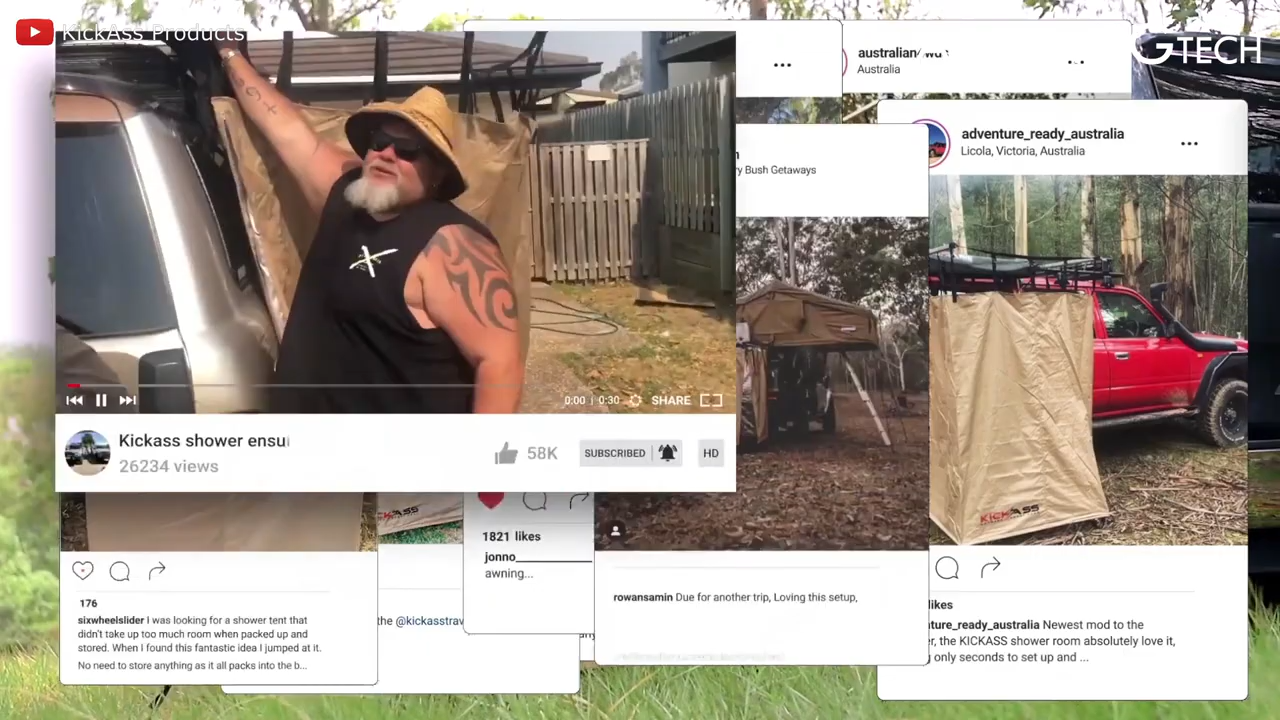 KickAss Products
GTECH
Australia
adventure_ready_australia
Licola, Victoria, Australia
Bush Getaways
0:00 | 0:30
SHARE
Kickass shower ensu
26234 views
58K
SUBSCRIBED
HD
KICKASS
KICKASS
1821 likes
jonno_
awning...
176
sixwheelslider I was looking for a shower tent that
didn't take up too much room when packed up and
stored. When I found this fantastic idea I jumped at it.
No need to store anything as it all packs into the b...
the @kickasstrav
rowansamin Due for another trip, Loving this setup,
likes
ture_ready_australia Newest mod to the
er, the KICKASS shower room absolutely love it,
only seconds to set up and ...